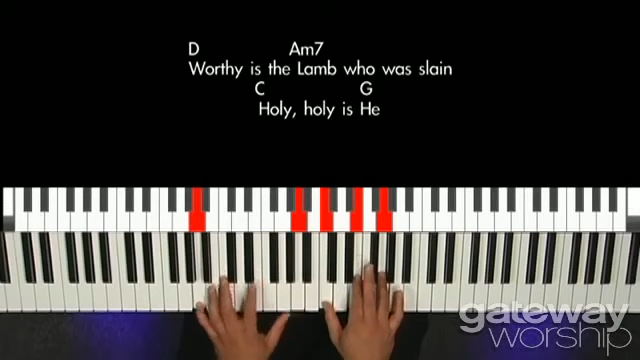 D Am7
Worthy is the Lamb who was slain
C G
Holy, holy is He
gateway
worship